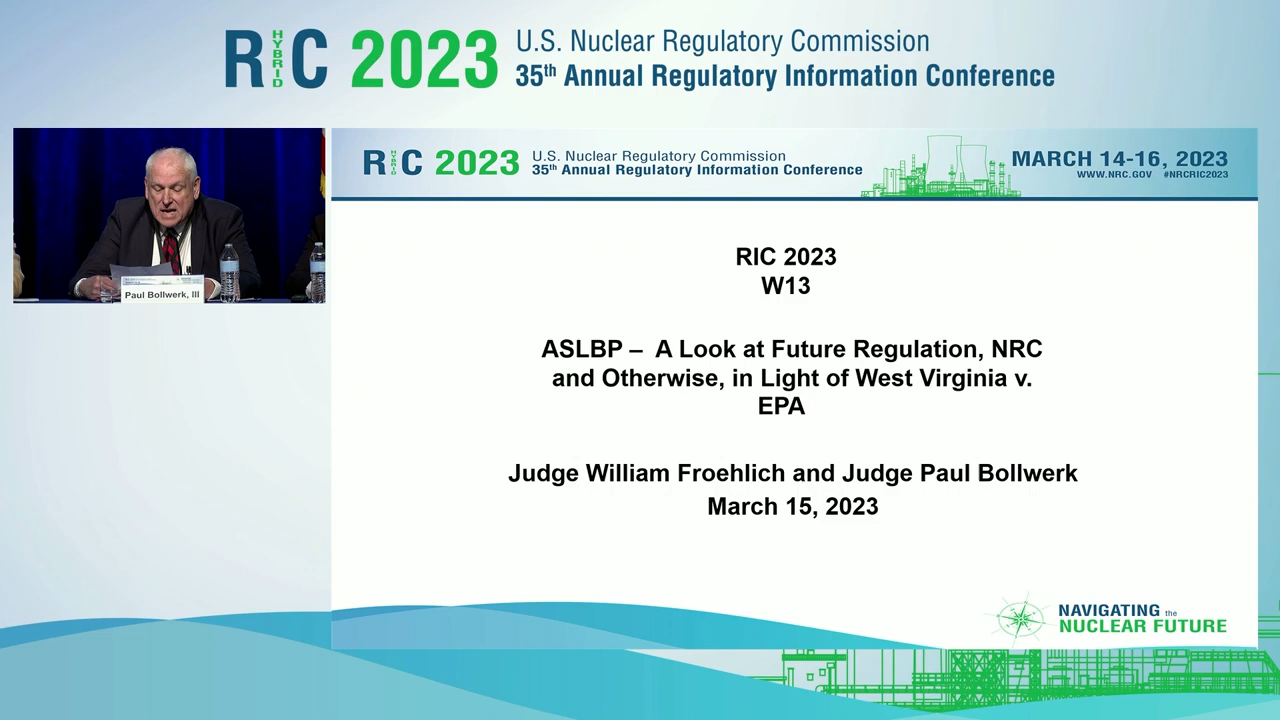 RIC 2023
HYBRID
U.S. Nuclear Regulatory Commission
35th Annual Regulatory Information Conference
Paul Bollwerk, III
RIC 2023
HYBRID
U.S. Nuclear Regulatory Commission
35th Annual Regulatory Information Conference
MARCH 14-16, 2023
WWW.NRC.GOV #NRCRIC2023
RIC 2023
W13
ASLBP – A Look at Future Regulation, NRC
and Otherwise, in Light of West Virginia v.
EPA
Judge William Froehlich and Judge Paul Bollwerk
March 15, 2023
NAVIGATING the
NUCLEAR FUTURE